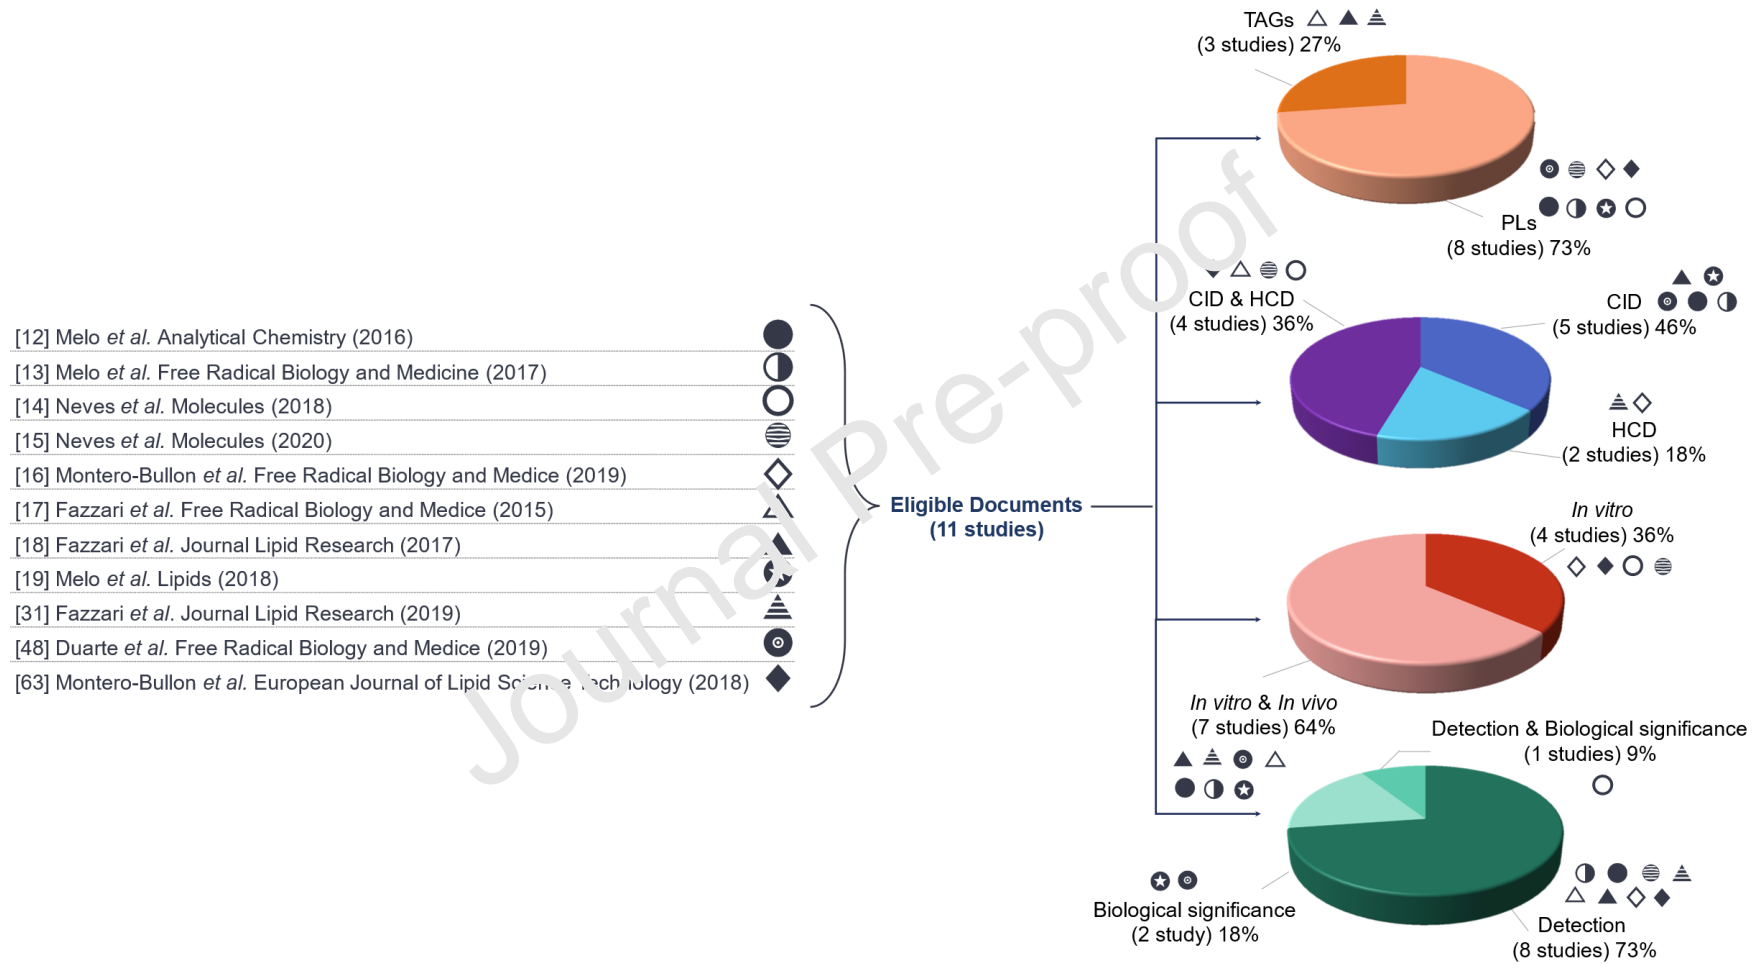 [12] Melo et al. Analytical Chemistry (2016)
[13] Melo et al. Free Radical Biology and Medicine (2017)
[14] Neves et al. Molecules (2018)
[15] Neves et al. Molecules (2020)
[16] Montero-Bullon et al. Free Radical Biology and Medice (2019)
[17] Fazzari et al. Free Radical Biology and Medice (2015)
[18] Fazzari et al. Journal Lipid Research (2017)
[19] Melo et al. Lipids (2018)
[31] Fazzari et al. Journal Lipid Research (2019)
[48] Duarte et al. Free Radical Biology and Medice (2019)
[63] Montero-Bullon et al. European Journal of Lipid Science Technology (2018)
Eligible Documents
(11 studies)
TAGs
(3 studies) 27%
PLs
(8 studies) 73%
CID & HCD
(4 studies) 36%
CID
(5 studies) 46%
HCD
(2 studies) 18%
In vitro
(4 studies) 36%
In vitro & In vivo
(7 studies) 64%
Detection & Biological significance
(1 studies) 9%
Biological significance
(2 study) 18%
Detection
(8 studies) 73%
Journal Pre-proof